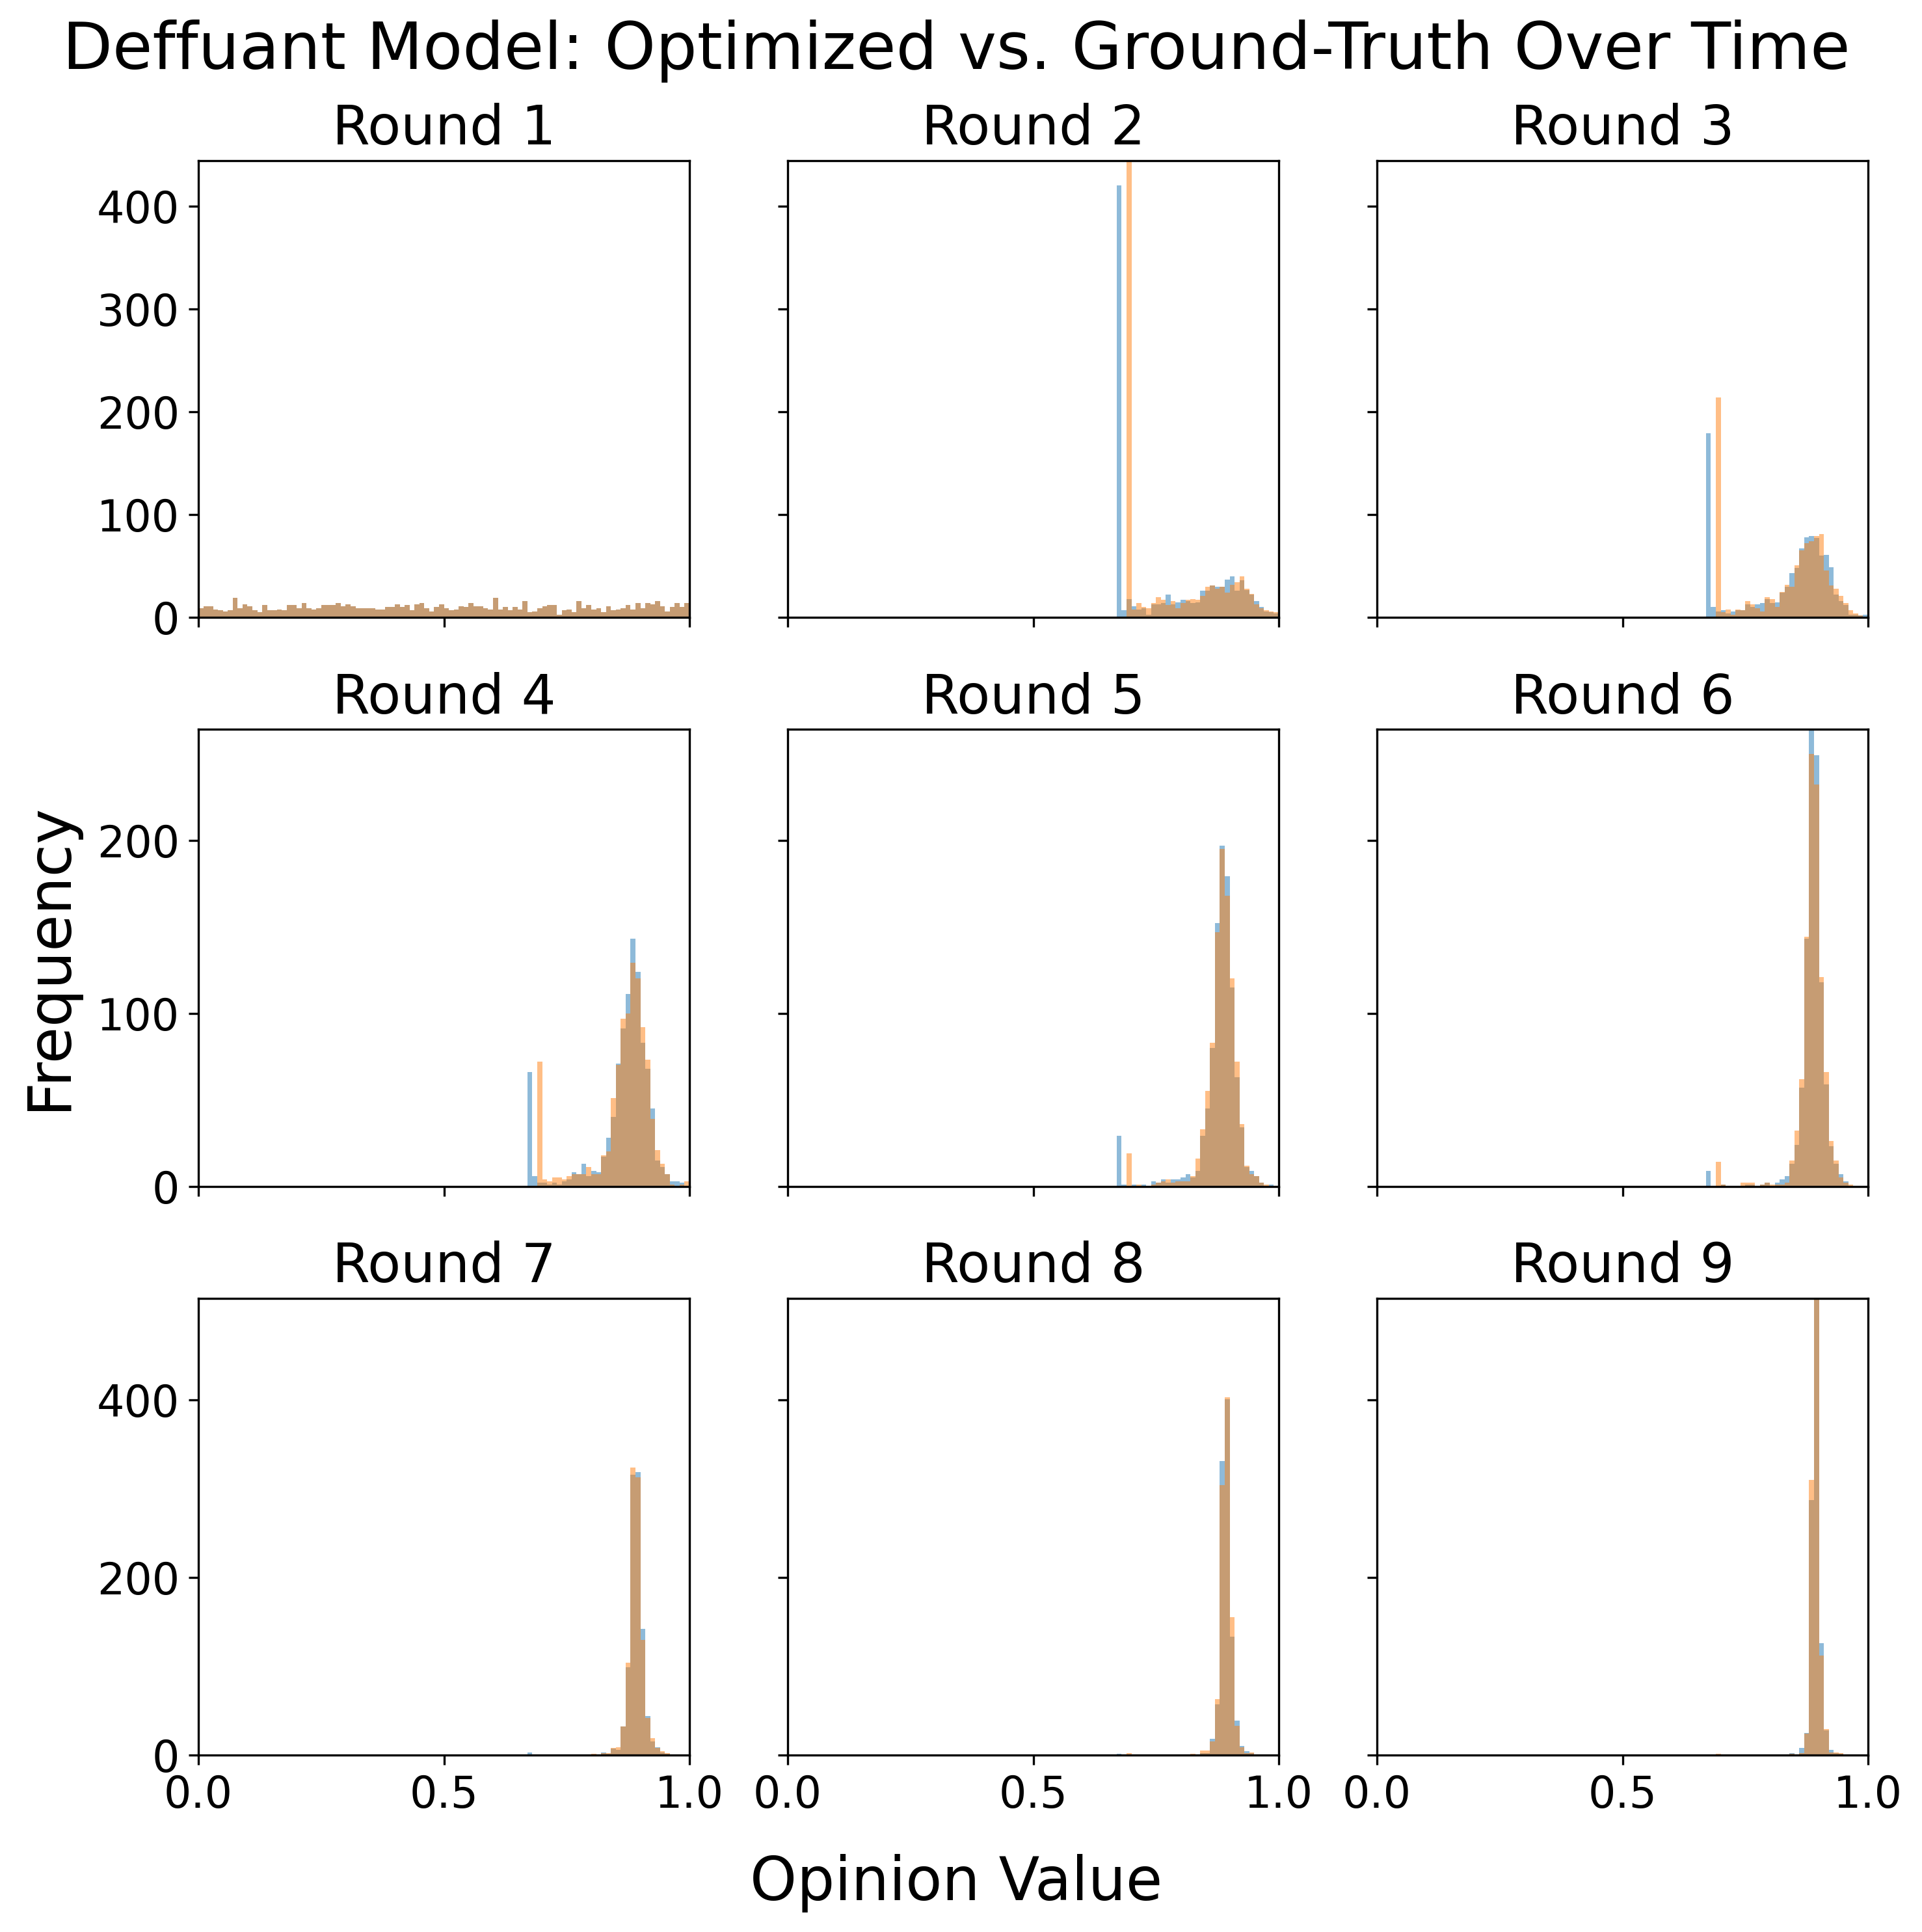 Deffuant Model: Optimized vs. Ground-Truth Over Time
Round 1
Round 2
Round 3
400
300
200
100
0
Round 4
Round 5
Round 6
200
100
0
Frequency
Round 7
Round 8
Round 9
400
200
0
0.0 0.5 1.0
0.0 0.5 1.0
0.0 0.5 1.0
Opinion Value